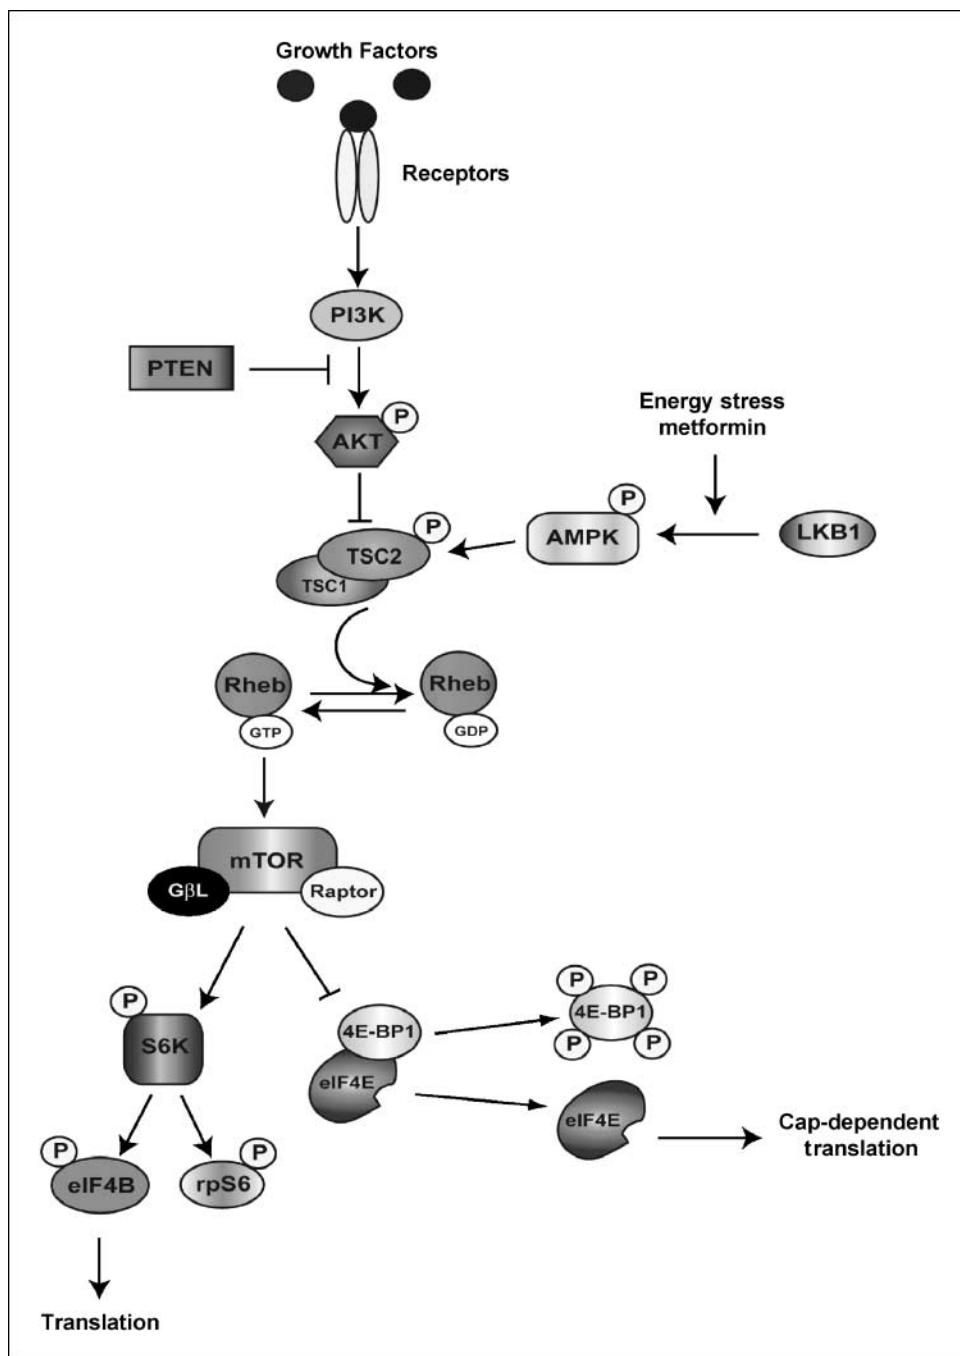 Growth Factors
Receptors
PI3K
PTEN
Energy stress
metformin
P
AKT
P
P
TSC2
AMPK
LKB1
TSC1
Rheb
Rheb
GTP
GDP
mTOR
GβL
Raptor
P
P
P
4E-BP1
4E-BP1
S6K
P
P
eIF4E
eIF4E
Cap-dependent
translation
P
P
eIF4B
rpS6
Translation